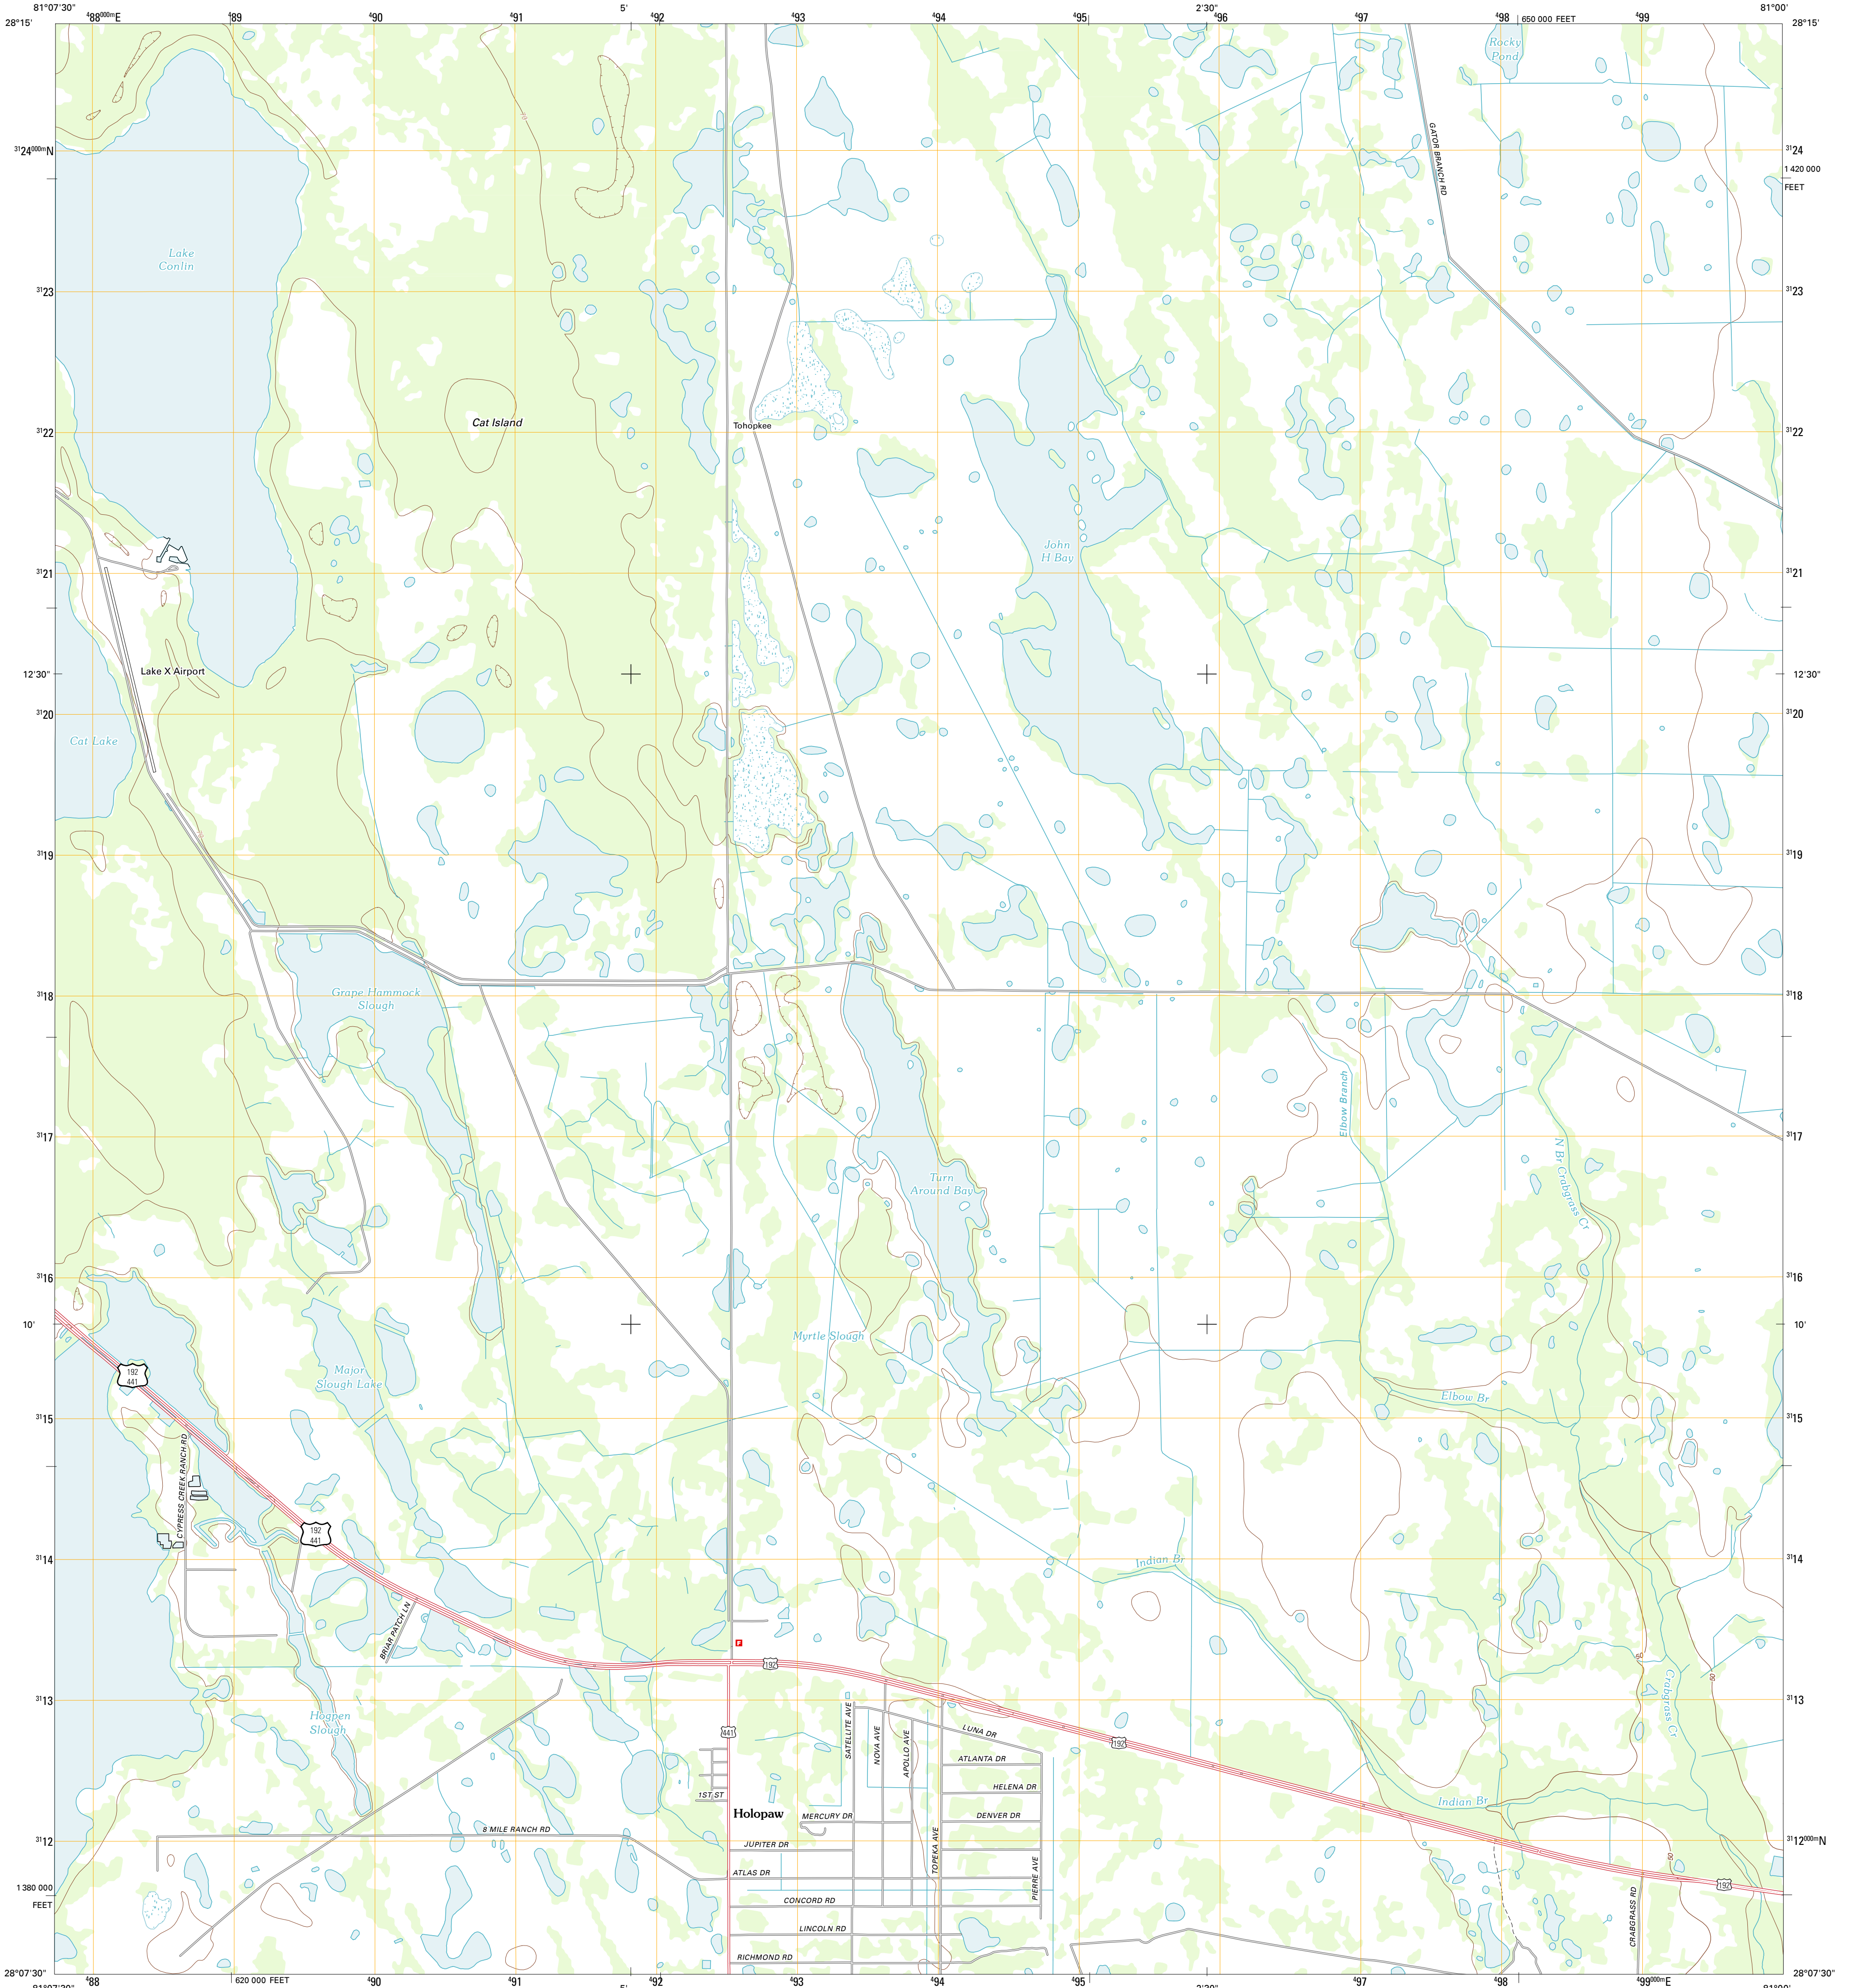 81°07'30"
⁴88⁰⁰⁰ᵐE
⁴89
⁴90
⁴91
5'
⁴92
⁴93
⁴94
⁴95
2'30"
⁴96
⁴97
⁴98
650 000 FEET
⁴99
81°00'
28°15'
28°15'
Rocky
Pond
GATOR BRANCH RD
70
³¹24⁰⁰⁰ᵐN
³¹24
1 420 000
FEET
Lake
Conlin
³¹23
³¹23
Cat Island
Tohopkee
³¹22
³¹22
John
H Bay
³¹21
³¹21
Lake X Airport
12'30"
12'30"
³¹20
³¹20
Cat Lake
70
³¹19
³¹19
Grape Hammock
Slough
³¹18
³¹18
Elbow Branch
³¹17
³¹17
N Br Crabgrass Cr
Turn
Around Bay
³¹16
³¹16
10'
10'
Myrtle Slough
192
441
Major
Slough Lake
Elbow Br
³¹15
³¹15
CYPRESS CREEK RANCH RD
192
441
Indian Br
³¹14
³¹14
BRIAR PATCH LN
F
192
50
50
Crabgrass Cr
³¹13
³¹13
Hogpen
Slough
441
SATELLITE AVE
NOVA AVE
APOLLO AVE
LUNA DR
192
ATLANTA DR
HELENA DR
1ST ST
Holopaw
MERCURY DR
DENVER DR
Indian Br
8 MILE RANCH RD
³¹12
³¹12⁰⁰⁰ᵐN
JUPITER DR
TOPEKA AVE
50
ATLAS DR
PIERRE AVE
192
1 380 000
FEET
CONCORD RD
CRABGRASS RD
LINCOLN RD
RICHMOND RD
28°07'30"
28°07'30"
⁴88
620 000 FEET
⁴90
⁴91
⁴92
⁴93
⁴94
⁴95
⁴97
⁴98
⁴99⁰⁰⁰ᵐE